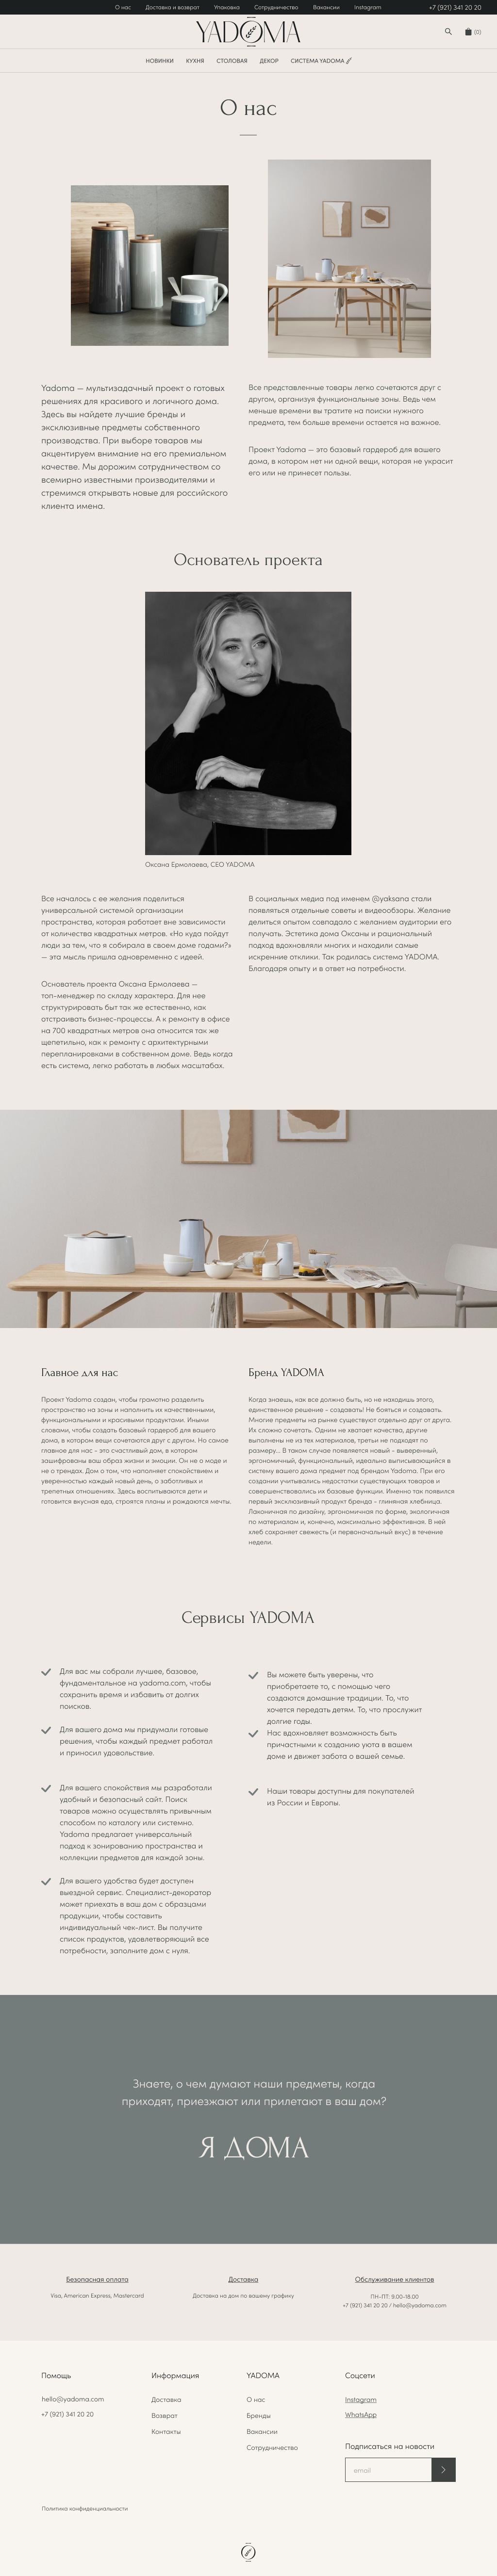 О нас
Доставка и возврат
Упаковка
Сотрудничество
Вакансии
Instagram
+7 (921) 341 20 20
YADOMA
(0)
НОВИНКИ
КУХНЯ
СТОЛОВАЯ
ДЕКОР
СИСТЕМА YADOMA
О нас
Yadoma — мультизадачный проект о готовых
решениях для красивого и логичного дома.
Здесь вы найдете лучшие бренды и
эксклюзивные предметы собственного
производства. При выборе товаров мы
акцентируем внимание на его премиальном
качестве. Мы дорожим сотрудничеством со
всемирно известными производителями и
стремимся открывать новые для российского
клиента имена.
Все представленные товары легко сочетаются друг с
другом, организуя функциональные зоны. Ведь чем
меньше времени вы тратите на поиски нужного
предмета, тем больше времени остается на важное.
Проект Yadoma — это базовый гардероб для вашего
дома, в котором нет ни одной вещи, которая не украсит
его или не принесет пользы.
Основатель проекта
Оксана Ермолаева, CEO YADOMA
Все началось с ее желания поделиться
универсальной системой организации
пространства, которая работает вне зависимости
от количества квадратных метров. «Но куда пойдут
люди за тем, что я собирала в своем доме годами?»
— эта мысль пришла одновременно с идеей.
Основатель проекта Оксана Ермолаева —
топ-менеджер по складу характера. Для нее
структурировать быт так же естественно, как
отстраивать бизнес-процессы. А к ремонту в офисе
на 700 квадратных метров она относится так же
щепетильно, как к ремонту с архитектурными
перепланировками в собственном доме. Ведь когда
есть система, легко работать в любых масштабах.
В социальных медиа под именем @yaksana стали
появляться отдельные советы и видеообзоры. Желание
делиться опытом совпадало с желанием аудитории его
получать. Эстетика дома Оксаны и рациональный
подход вдохновляли многих и находили самые
искренние отклики. Так родилась система YADOMA.
Благодаря опыту и в ответ на потребности.
Главное для нас
Проект Yadoma создан, чтобы грамотно разделить
пространство на зоны и наполнить их качественными,
функциональными и красивыми продуктами. Иными
словами, чтобы создать базовый гардероб для вашего
дома, в котором вещи сочетаются друг с другом. Но самое
главное для нас - это счастливый дом, в котором
зашифрованы ваш образ жизни и эмоции. Он не о моде и
не о трендах. Дом о том, что наполняет спокойствием и
уверенностью каждый новый день, о заботливых и
трепетных отношениях. Здесь воспитываются дети и
готовится вкусная еда, строятся планы и рождаются мечты.
Бренд YADOMA
Когда знаешь, как все должно быть, но не находишь этого,
единственное решение - создавать! Не бояться и создавать.
Многие предметы на рынке существуют отдельно друг от друга.
Их сложно сочетать. Одним не хватает качества, другие
выполнены не из тех материалов, третьи не подходят по
размеру... В таком случае появляется новый - выверенный,
эргономичный, функциональный, идеально выписывающийся в
систему вашего дома предмет под брендом Yadoma. При его
создании учитывались недостатки существующих товаров и
совершенствовались их базовые функции. Именно так появился
первый эксклюзивный продукт бренда - глиняная хлебница.
Лаконичная по дизайну, эргономичная по форме, экологичная
по материалам и, конечно, максимально эффективная. В ней
хлеб сохраняет свежесть (и первоначальный вкус) в течение
недели.
Сервисы YADOMA
Для вас мы собрали лучшее, базовое,
фундаментальное на yadoma.com, чтобы
сохранить время и избавить от долгих
поисков.
Для вашего дома мы придумали готовые
решения, чтобы каждый предмет работал
и приносил удовольствие.
Для вашего спокойствия мы разработали
удобный и безопасный сайт. Поиск
товаров можно осуществлять привычным
способом по каталогу или системно.
Yadoma предлагает универсальный
подход к зонированию пространства и
коллекции предметов для каждой зоны.
Для вашего удобства будет доступен
выездной сервис. Специалист-декоратор
может приехать в ваш дом с образцами
продукции, чтобы составить
индивидуальный чек-лист. Вы получите
список продуктов, удовлетворяющий все
потребности, заполните дом с нуля.
Вы можете быть уверены, что
приобретаете то, с помощью чего
создаются домашние традиции. То, что
хочется передать детям. То, что прослужит
долгие годы.
Нас вдохновляет возможность быть
причастными к созданию уюта в вашем
доме и движет забота о вашей семье.
Наши товары доступны для покупателей
из России и Европы.
Знаете, о чем думают наши предметы, когда
приходят, приезжают или прилетают в ваш дом?
Я ДОМА
Безопасная оплата
Visa, American Express, Mastercard
Доставка
Доставка на дом по вашему графику
Обслуживание клиентов
ПН-ПТ: 9.00-18.00
+7 (921) 341 20 20 / hello@yadoma.com
Помощь
hello@yadoma.com
+7 (921) 341 20 20
Информация
Доставка
Возврат
Контакты
YADOMA
О нас
Бренды
Вакансии
Сотрудничество
Соцсети
Instagram
WhatsApp
Подписаться на новости
email
Политика конфиденциальности